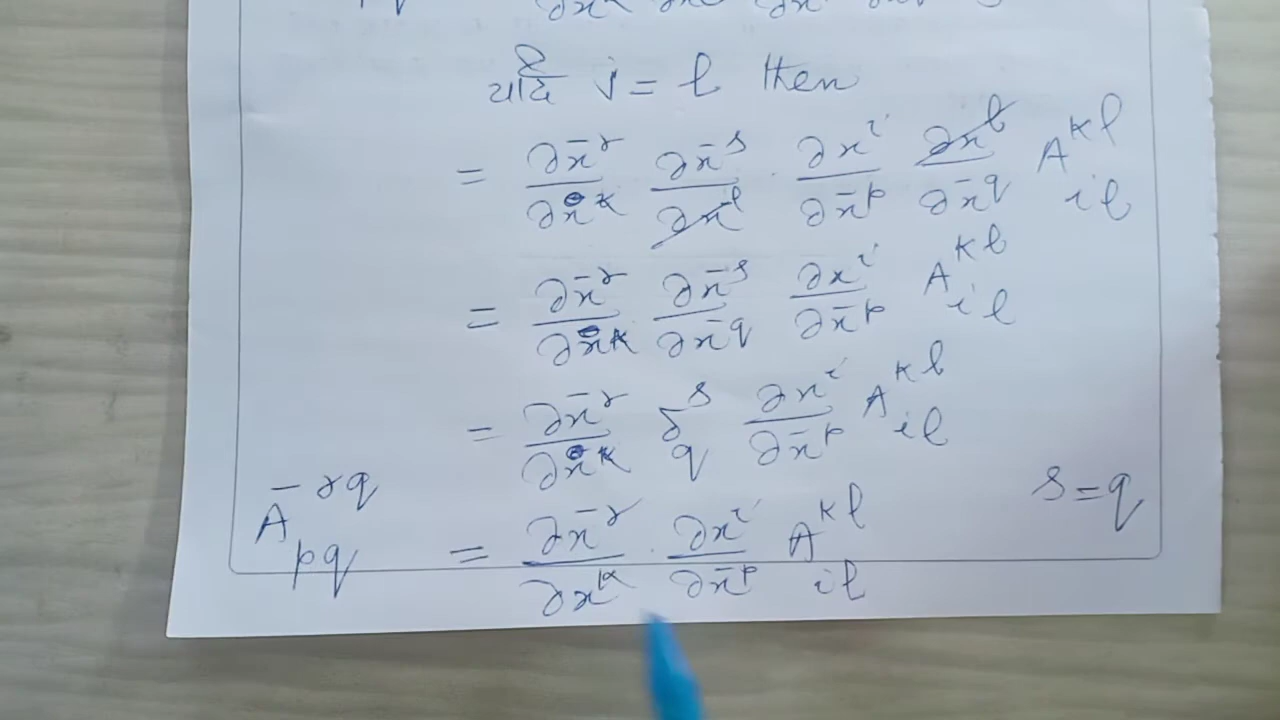 यदि j = l then
= ∂x̄^r/∂x^k ∂x̄^s/∂x^l · ∂x^i/∂x̄^p ∂x^l/∂x̄^q A^{kl}_{il}
= ∂x̄^r/∂x^k ∂x̄^s/∂x̄^q ∂x^i/∂x̄^p A^{kl}_{il}
= ∂x̄^r/∂x^k δ^s_q ∂x^i/∂x̄^p A^{kl}_{il}
s = q
Ā^{rq}_{pq} = ∂x̄^r/∂x^k · ∂x^i/∂x̄^p A^{kl}_{il}